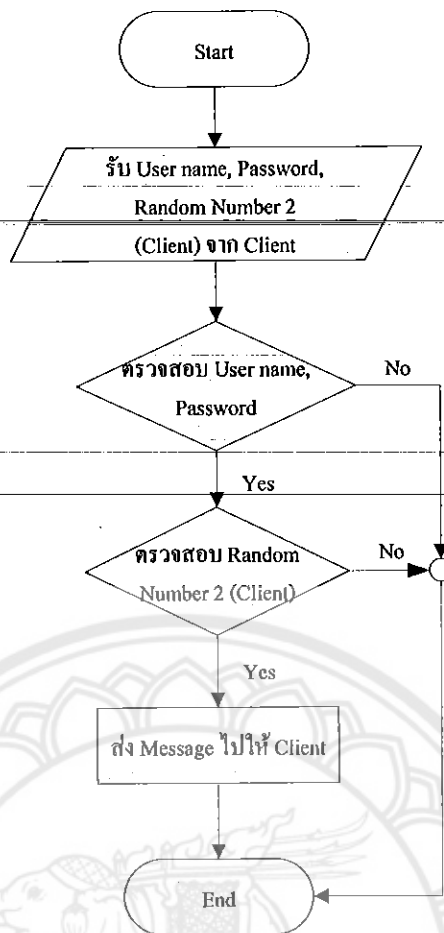 Start
รับ User name, Password,
Random Number 2
(Client) จาก Client
ตรวจสอบ User name,
Password
No
Yes
ตรวจสอบ Random
Number 2 (Client)
No
Yes
ส่ง Message ไปให้ Client
End